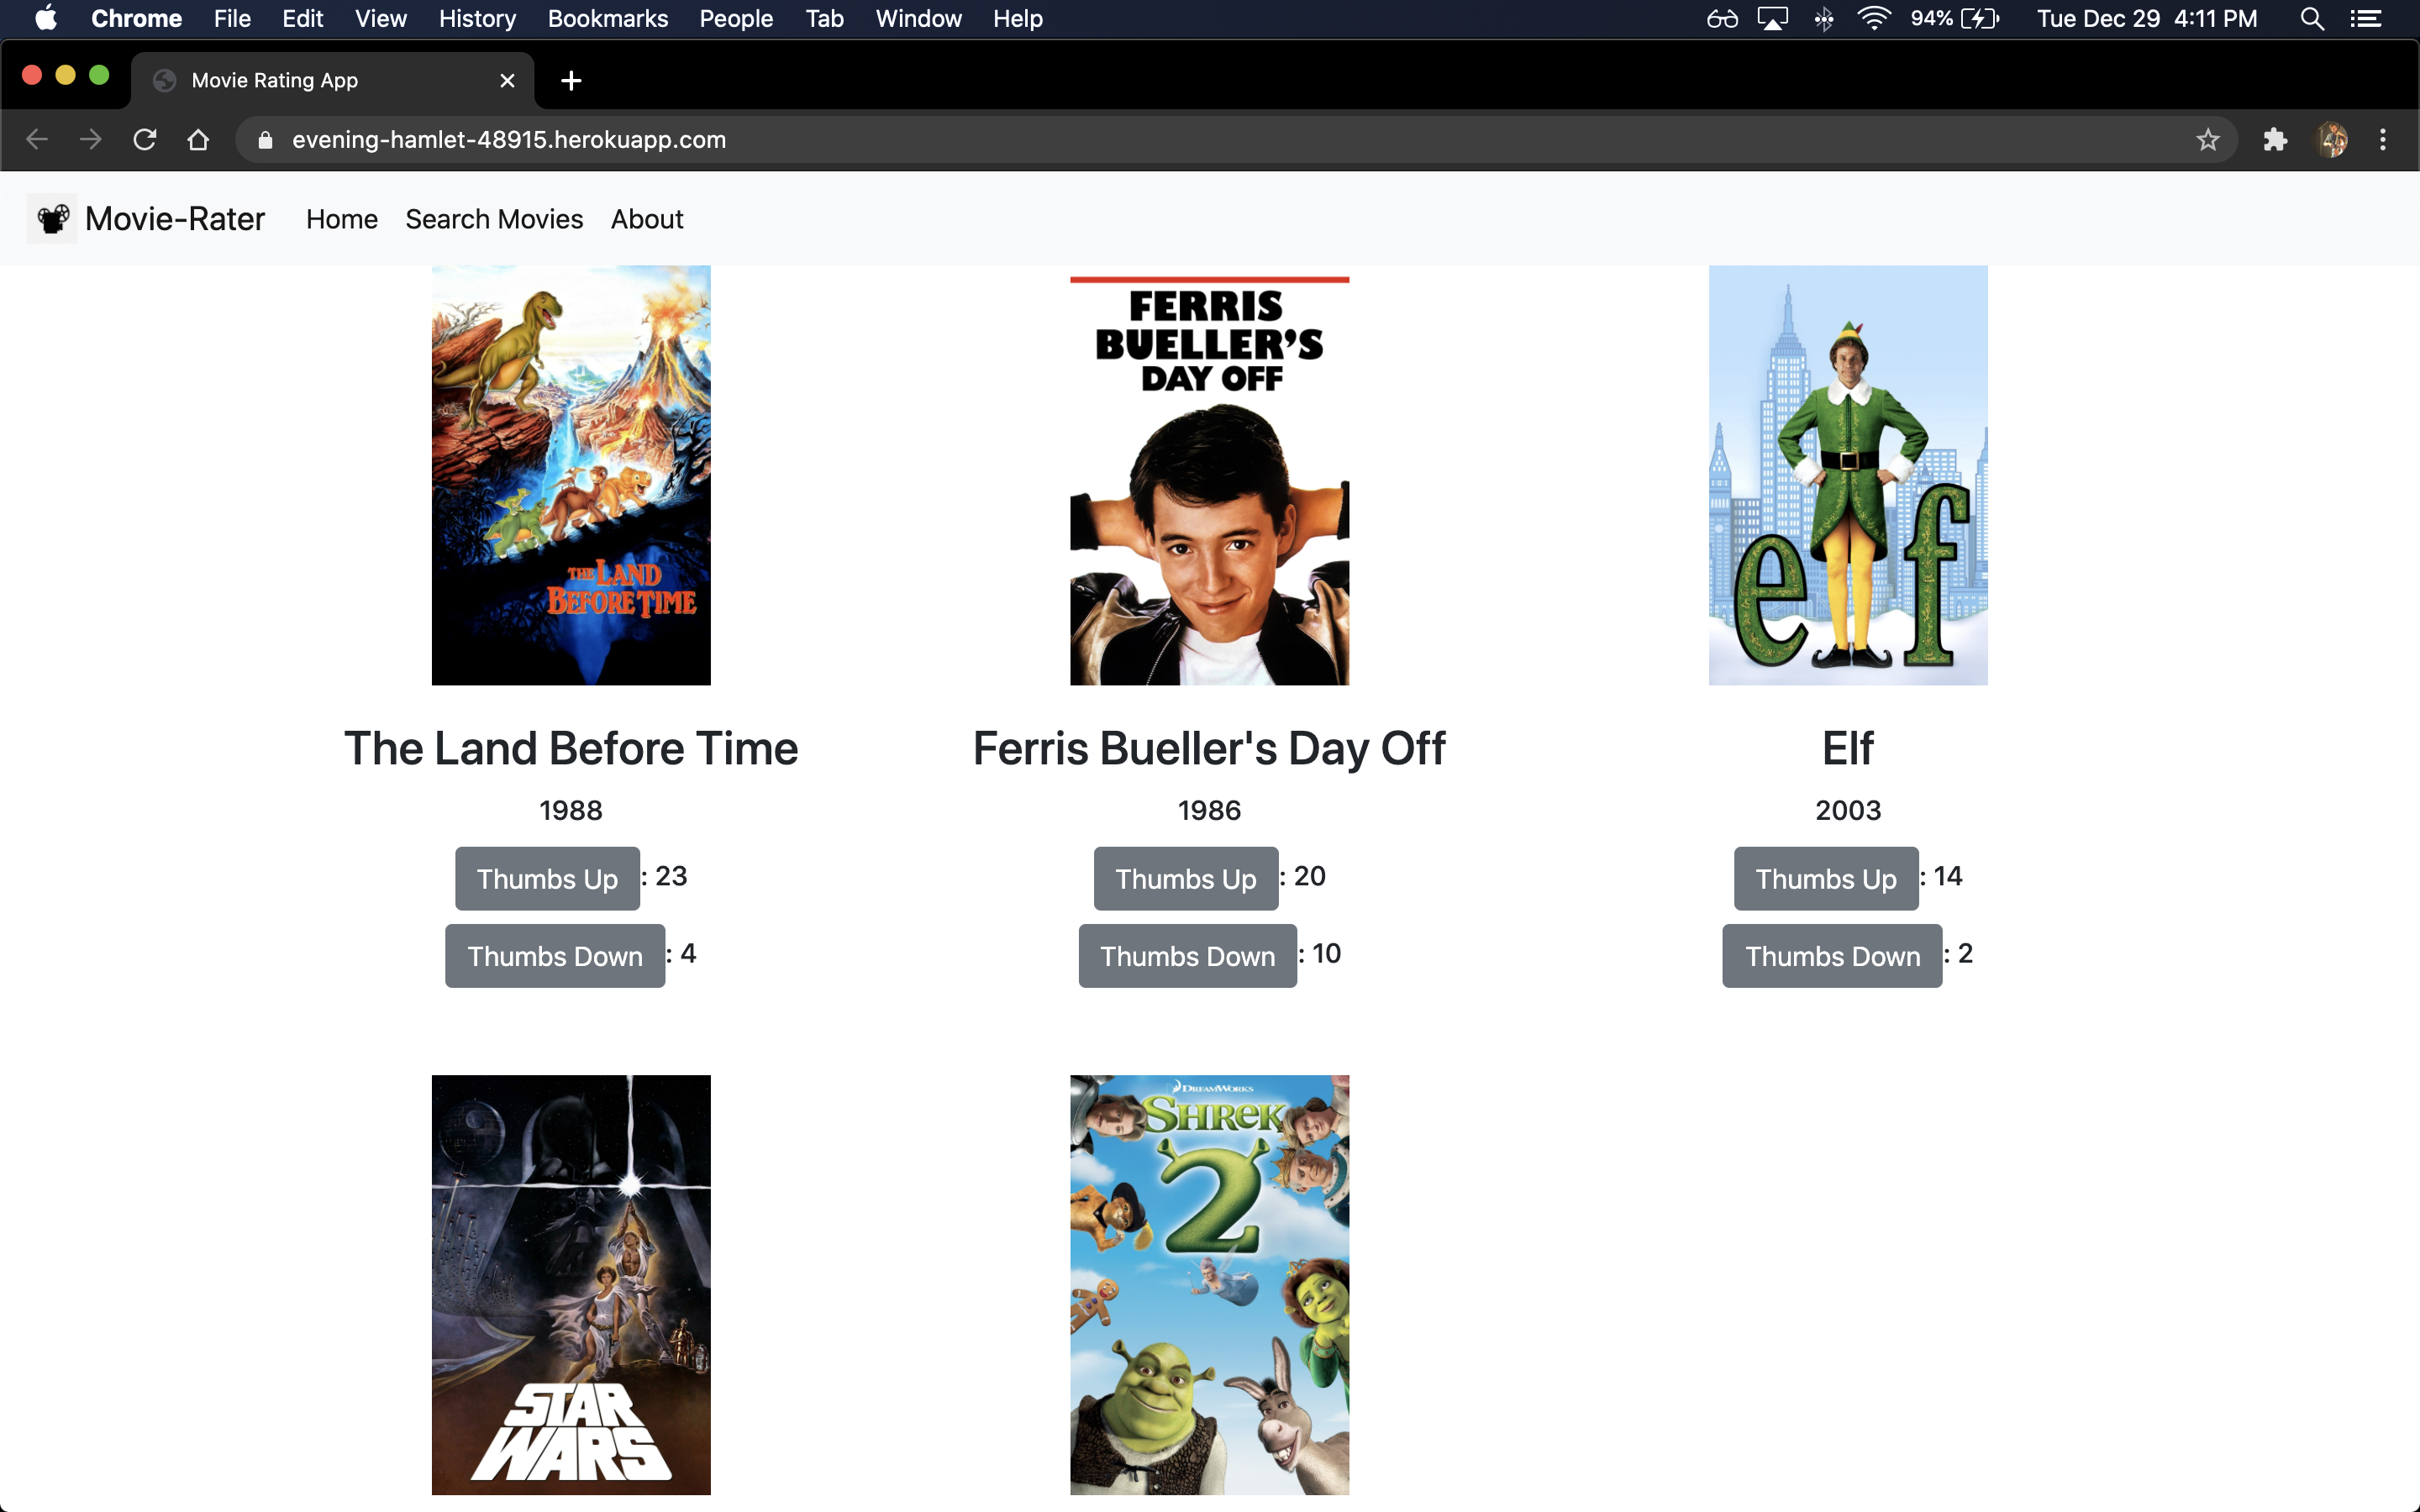 Chrome File Edit View History Bookmarks People Tab Window Help 94% Tue Dec 29 4:11 PM
Movie Rating App
evening-hamlet-48915.herokuapp.com
Movie-Rater Home Search Movies About
THE LAND
BEFORE TIME
FERRIS
BUELLER'S
DAY OFF
elf
The Land Before Time
1988
Thumbs Up : 23
Thumbs Down : 4
Ferris Bueller's Day Off
1986
Thumbs Up : 20
Thumbs Down : 10
Elf
2003
Thumbs Up : 14
Thumbs Down : 2
STAR
WARS
DREAMWORKS
SHREK
2